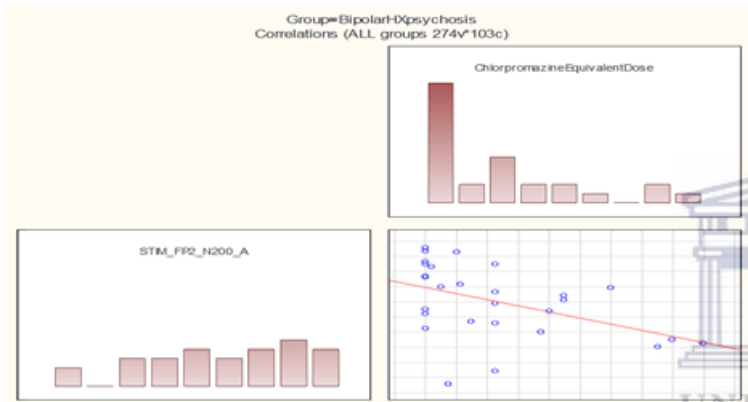 Group=BipolarHXpsychosis
Correlations (ALL groups 274v*103c)
ChlorpromazineEquivalentDose
STIM_FP2_N200_A